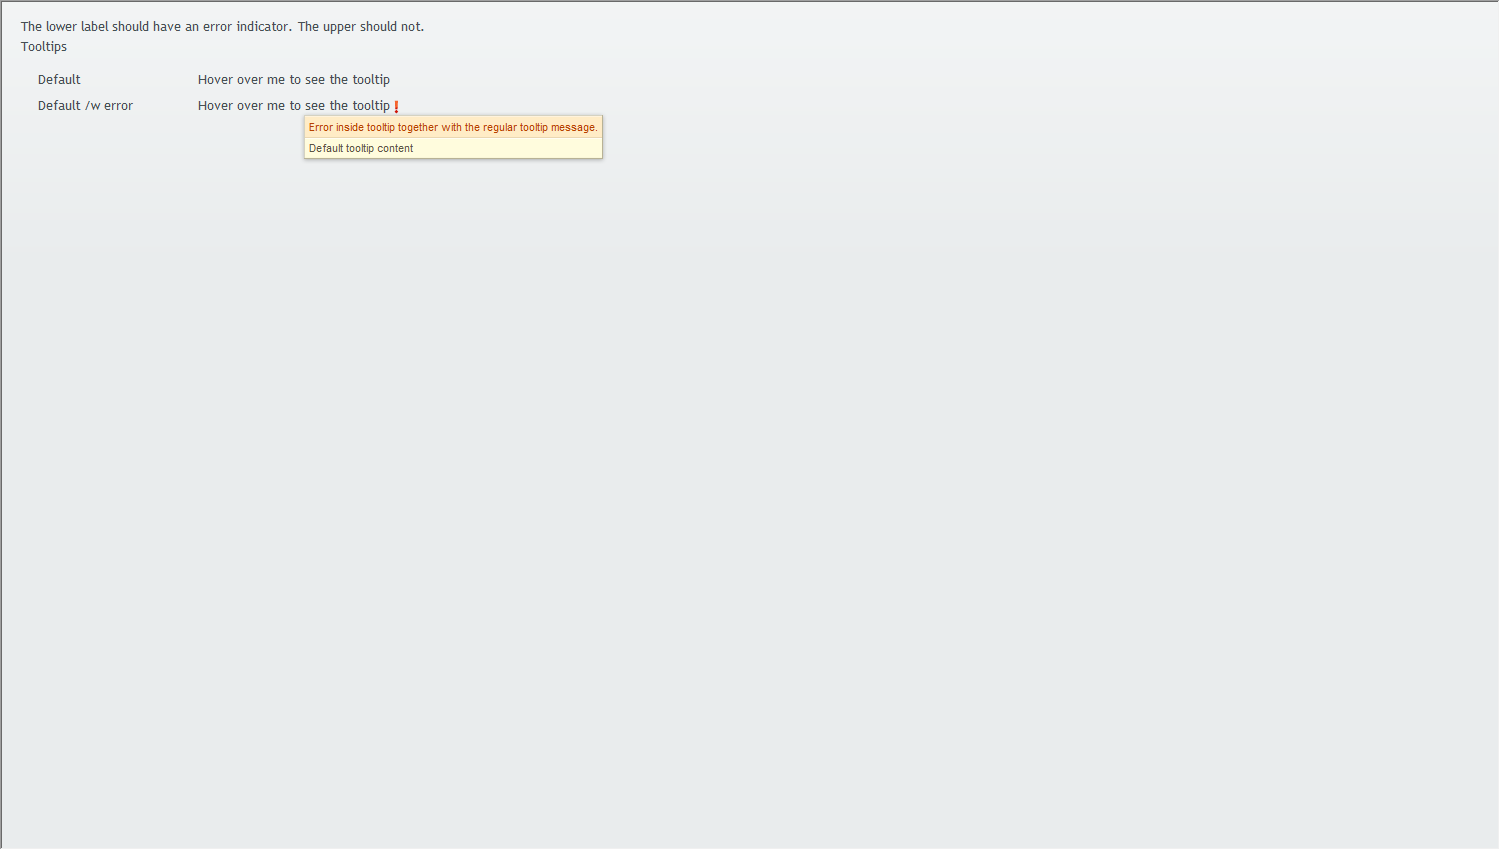 The lower label should have an error indicator. The upper should not.
Tooltips
Default Hover over me to see the tooltip
Default /w error Hover over me to see the tooltip !
Error inside tooltip together with the regular tooltip message.
Default tooltip content